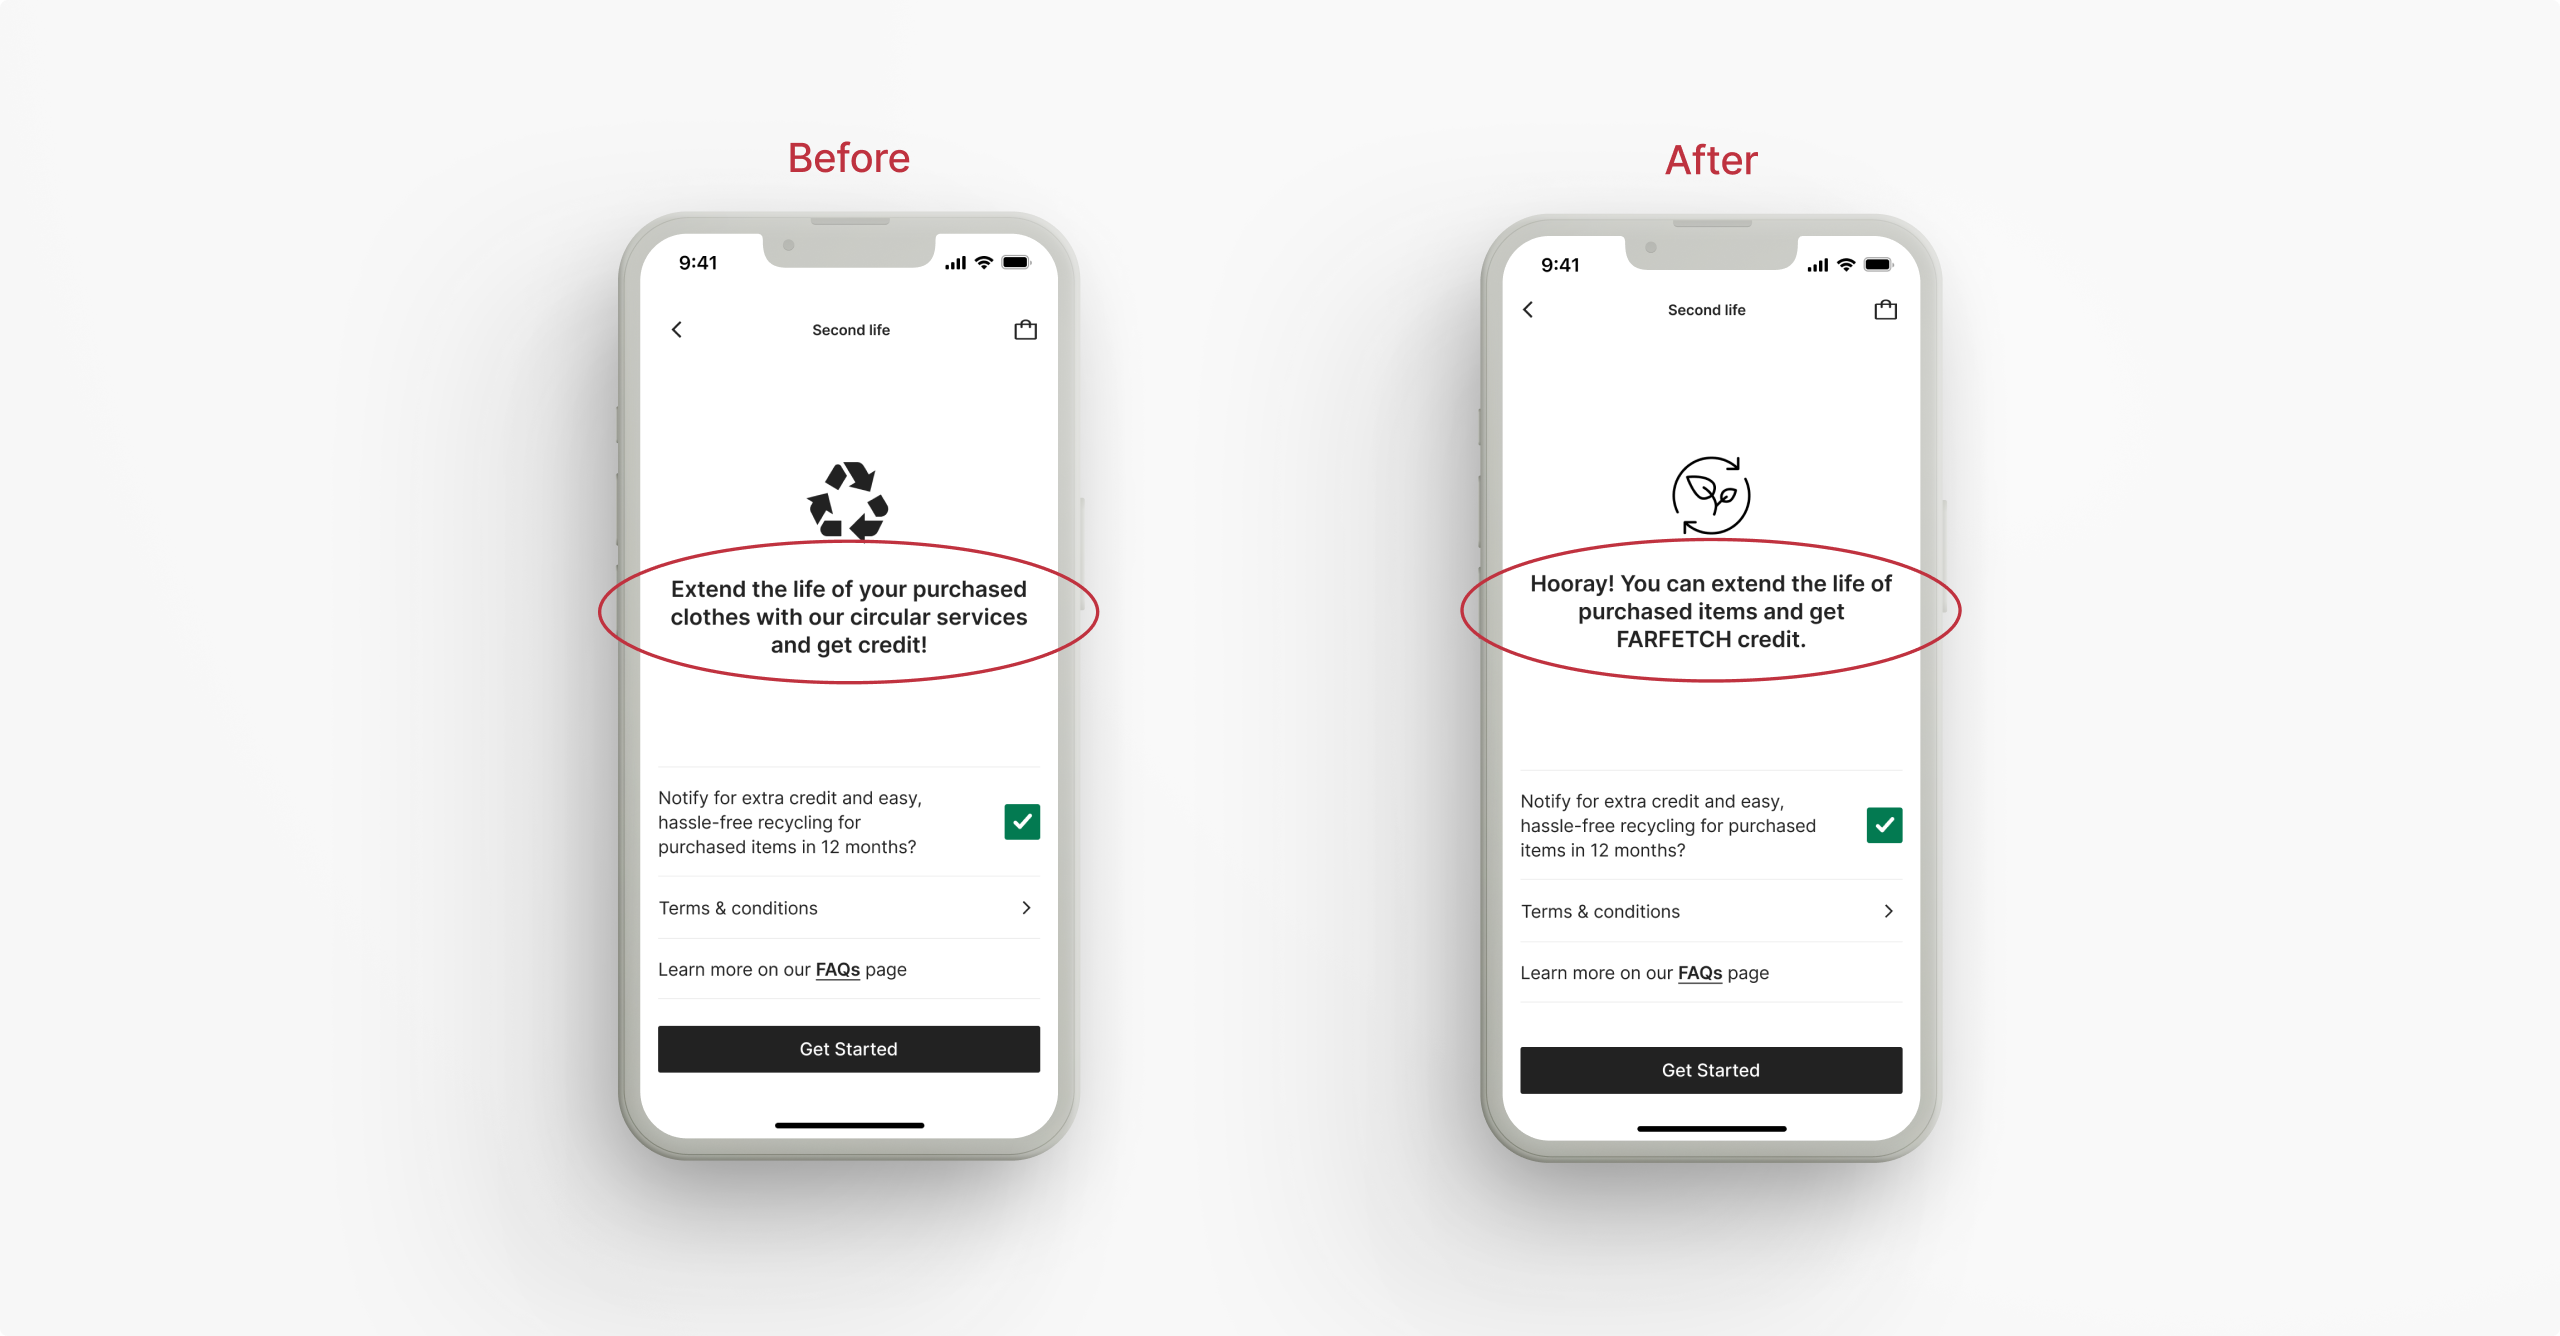 Before
9:41
Second life
Extend the life of your purchased
clothes with our circular services
and get credit!
Notify for extra credit and easy,
hassle-free recycling for
purchased items in 12 months?
Terms & conditions
Learn more on our FAQs page
Get Started
After
9:41
Second life
Hooray! You can extend the life of
purchased items and get
FARFETCH credit.
Notify for extra credit and easy,
hassle-free recycling for purchased
items in 12 months?
Terms & conditions
Learn more on our FAQs page
Get Started